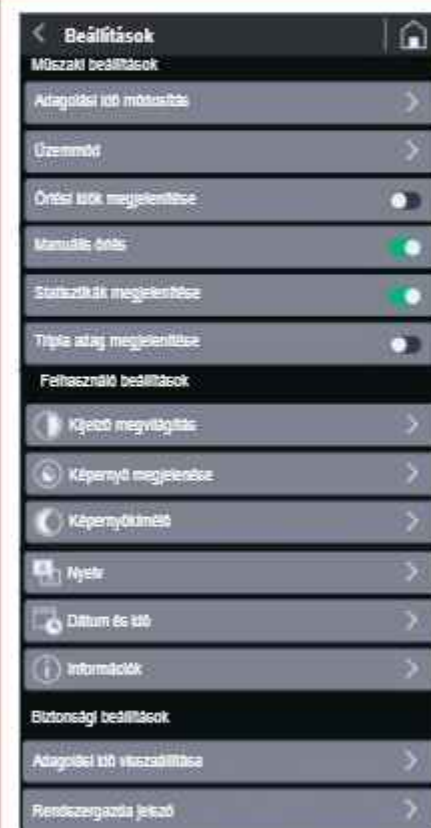 Beállítások
Műszaki beállítások
Adagolási idő módosítás
Üzemmód
Őrlési idők megjelenítése
Manuális őrlés
Statisztikák megjelenítése
Tripla adag megjelenítése
Felhasználó beállítások
Kijelző megvilágítás
Képernyő megjelenése
Képernyőkímélő
Nyelv
Dátum és idő
Információk
Biztonsági beállítások
Adagolási idő visszaállítása
Rendszergazda jelszó